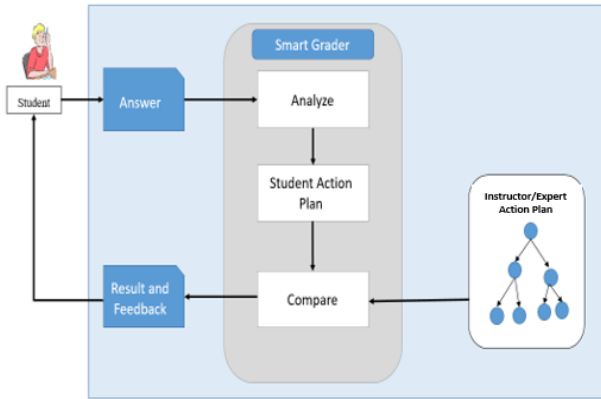 Smart Grader
Student
Answer
Analyze
Student Action
Plan
Instructor/Expert
Action Plan
Result and
Feedback
Compare